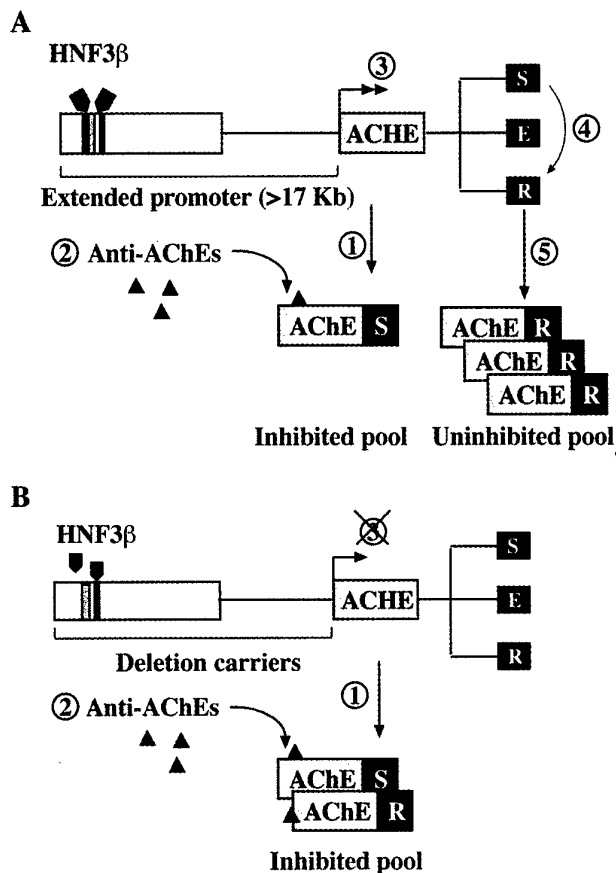 A
HNF3β
③
S
ACHE
E
④
R
Extended promoter (>17 Kb)
①
⑤
② Anti-AChEs
AChE S
AChE R
AChE R
AChE R
Inhibited pool
Uninhibited pool
B
HNF3β
③
S
ACHE
E
R
Deletion carriers
①
② Anti-AChEs
AChE S
AChE R
Inhibited pool